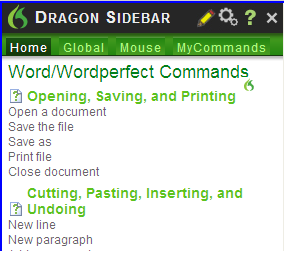 DRAGON SIDEBAR
Home Global Mouse MyCommands
Word/Wordperfect Commands
Opening, Saving, and Printing
Open a document
Save the file
Save as
Print file
Close document
Cutting, Pasting, Inserting, and
Undoing
New line
New paragraph